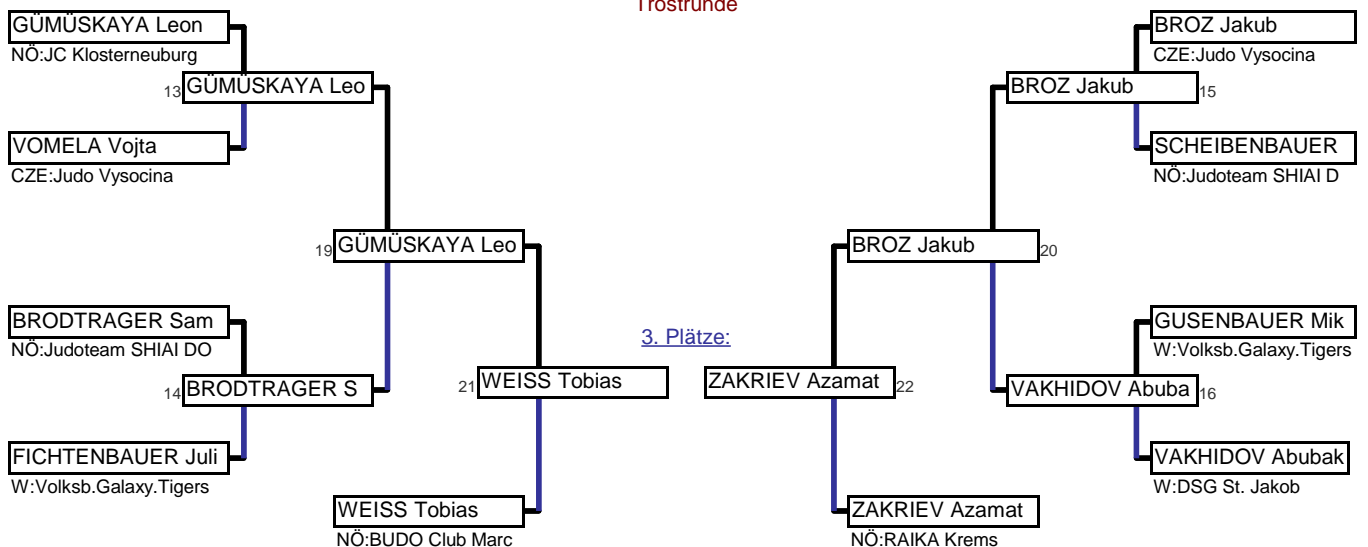 Trostrunde
GÜMÜSKAYA Leon
NÖ:JC Klosterneuburg
13 GÜMÜSKAYA Leo
VOMELA Vojta
CZE:Judo Vysocina
19 GÜMÜSKAYA Leo
BRODTRAGER Sam
NÖ:Judoteam SHIAI DO
14 BRODTRAGER S
FICHTENBAUER Juli
W:Volksb.Galaxy.Tigers
21 WEISS Tobias
WEISS Tobias
NÖ:BUDO Club Marc
3. Plätze:
BROZ Jakub
CZE:Judo Vysocina
BROZ Jakub 15
SCHEIBENBAUER
NÖ:Judoteam SHIAI D
BROZ Jakub 20
GUSENBAUER Mik
W:Volksb.Galaxy.Tigers
VAKHIDOV Abuba 16
VAKHIDOV Abubak
W:DSG St. Jakob
ZAKRIEV Azamat 22
ZAKRIEV Azamat
NÖ:RAIKA Krems